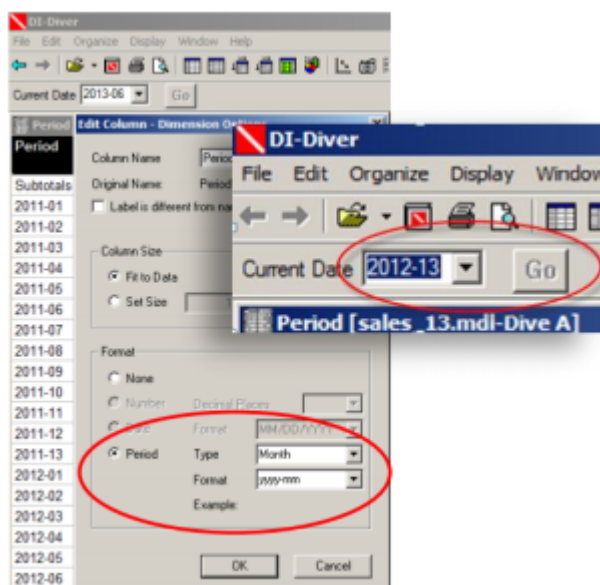 DI-Diver
File Edit Organize Display Window Help
Current Date 2013-06 Go
Period
Edit Column - Dimension Options
Period
Column Name Period
Original Name: Period
Label is different from
Subtotals
2011-01
2011-02
2011-03
2011-04
2011-05
2011-06
2011-07
2011-08
2011-09
2011-10
2011-11
2011-12
2011-13
2012-01
2012-02
2012-03
2012-04
2012-05
2012-06
Column Size
Fit to Data
Set Size
Format
None
Number Decimal Places
Date Format MM/DD/YYYY
Period Type Month
Format yyyy-mm
Example:
OK Cancel
DI-Diver
File Edit Organize Display Window
Current Date 2012-13 Go
Period [sales_13.mdl-Dive A]